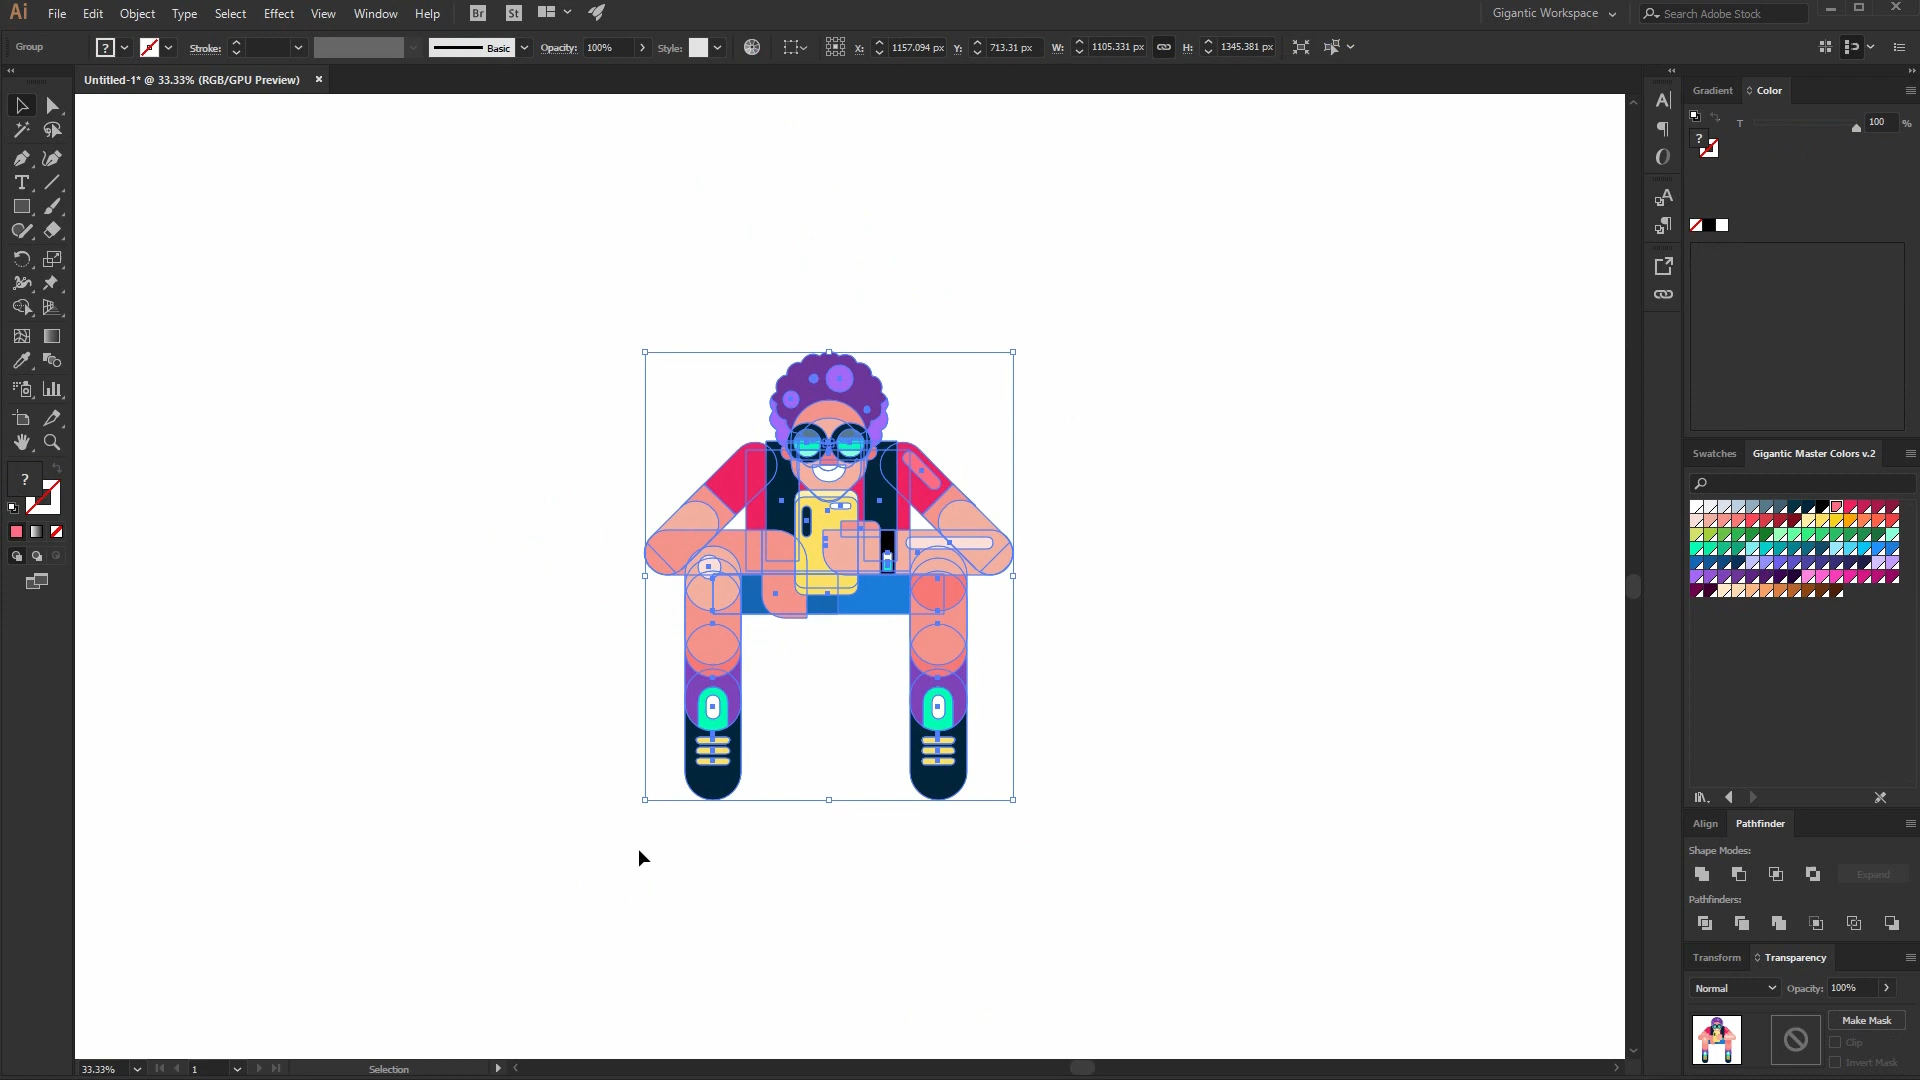 Ai File Edit Object Type Select Effect View Window Help Br St Gigantic Workspace Search Adobe Stock
Group ? Stroke: Basic Opacity: 100% Style: X: 1157.094 px Y: 713.31 px W: 1105.331 px H: 1345.381 px
Untitled-1* @ 33.33% (RGB/GPU Preview) ×
Gradient Color
T 100 %
?
Swatches Gigantic Master Colors v.2
?
Align Pathfinder
Shape Modes:
Expand
Pathfinders:
Transform Transparency
Normal Opacity: 100%
Make Mask
Clip
Invert Mask
33.33% 1 Selection